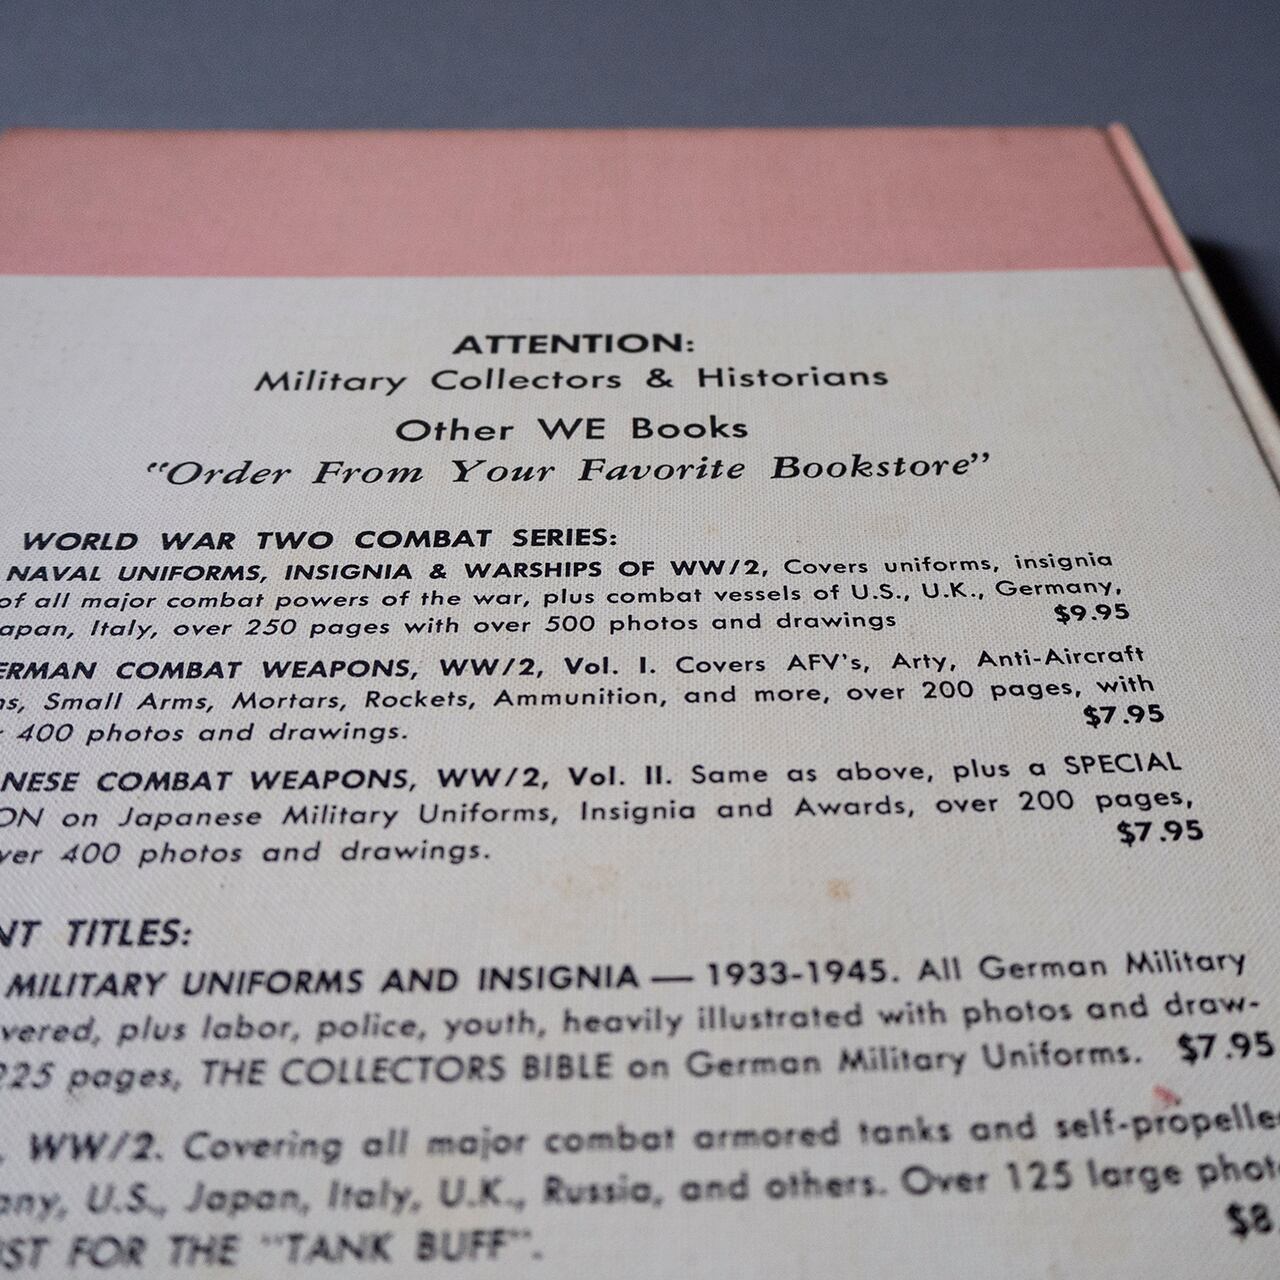 ATTENTION:
Military Collectors & Historians
Other WE Books
“Order From Your Favorite Bookstore”
WORLD WAR TWO COMBAT SERIES:
NAVAL UNIFORMS, INSIGNIA & WARSHIPS OF WW/2, Covers uniforms, insignia
of all major combat powers of the war, plus combat vessels of U.S., U.K., Germany,
apan, Italy, over 250 pages with over 500 photos and drawings $9.95
ERMAN COMBAT WEAPONS, WW/2, Vol. I. Covers AFV's, Arty, Anti-Aircraft
ns, Small Arms, Mortars, Rockets, Ammunition, and more, over 200 pages, with
400 photos and drawings. $7.95
NESE COMBAT WEAPONS, WW/2, Vol. II. Same as above, plus a SPECIAL
ON on Japanese Military Uniforms, Insignia and Awards, over 200 pages,
ver 400 photos and drawings. $7.95
NT TITLES:
MILITARY UNIFORMS AND INSIGNIA — 1933-1945. All German Military
vered, plus labor, police, youth, heavily illustrated with photos and draw-
225 pages, THE COLLECTORS BIBLE on German Military Uniforms. $7.95
WW/2. Covering all major combat armored tanks and self-propelle
any, U.S., Japan, Italy, U.K., Russia, and others. Over 125 large phot
$8.
ST FOR THE "TANK BUFF".